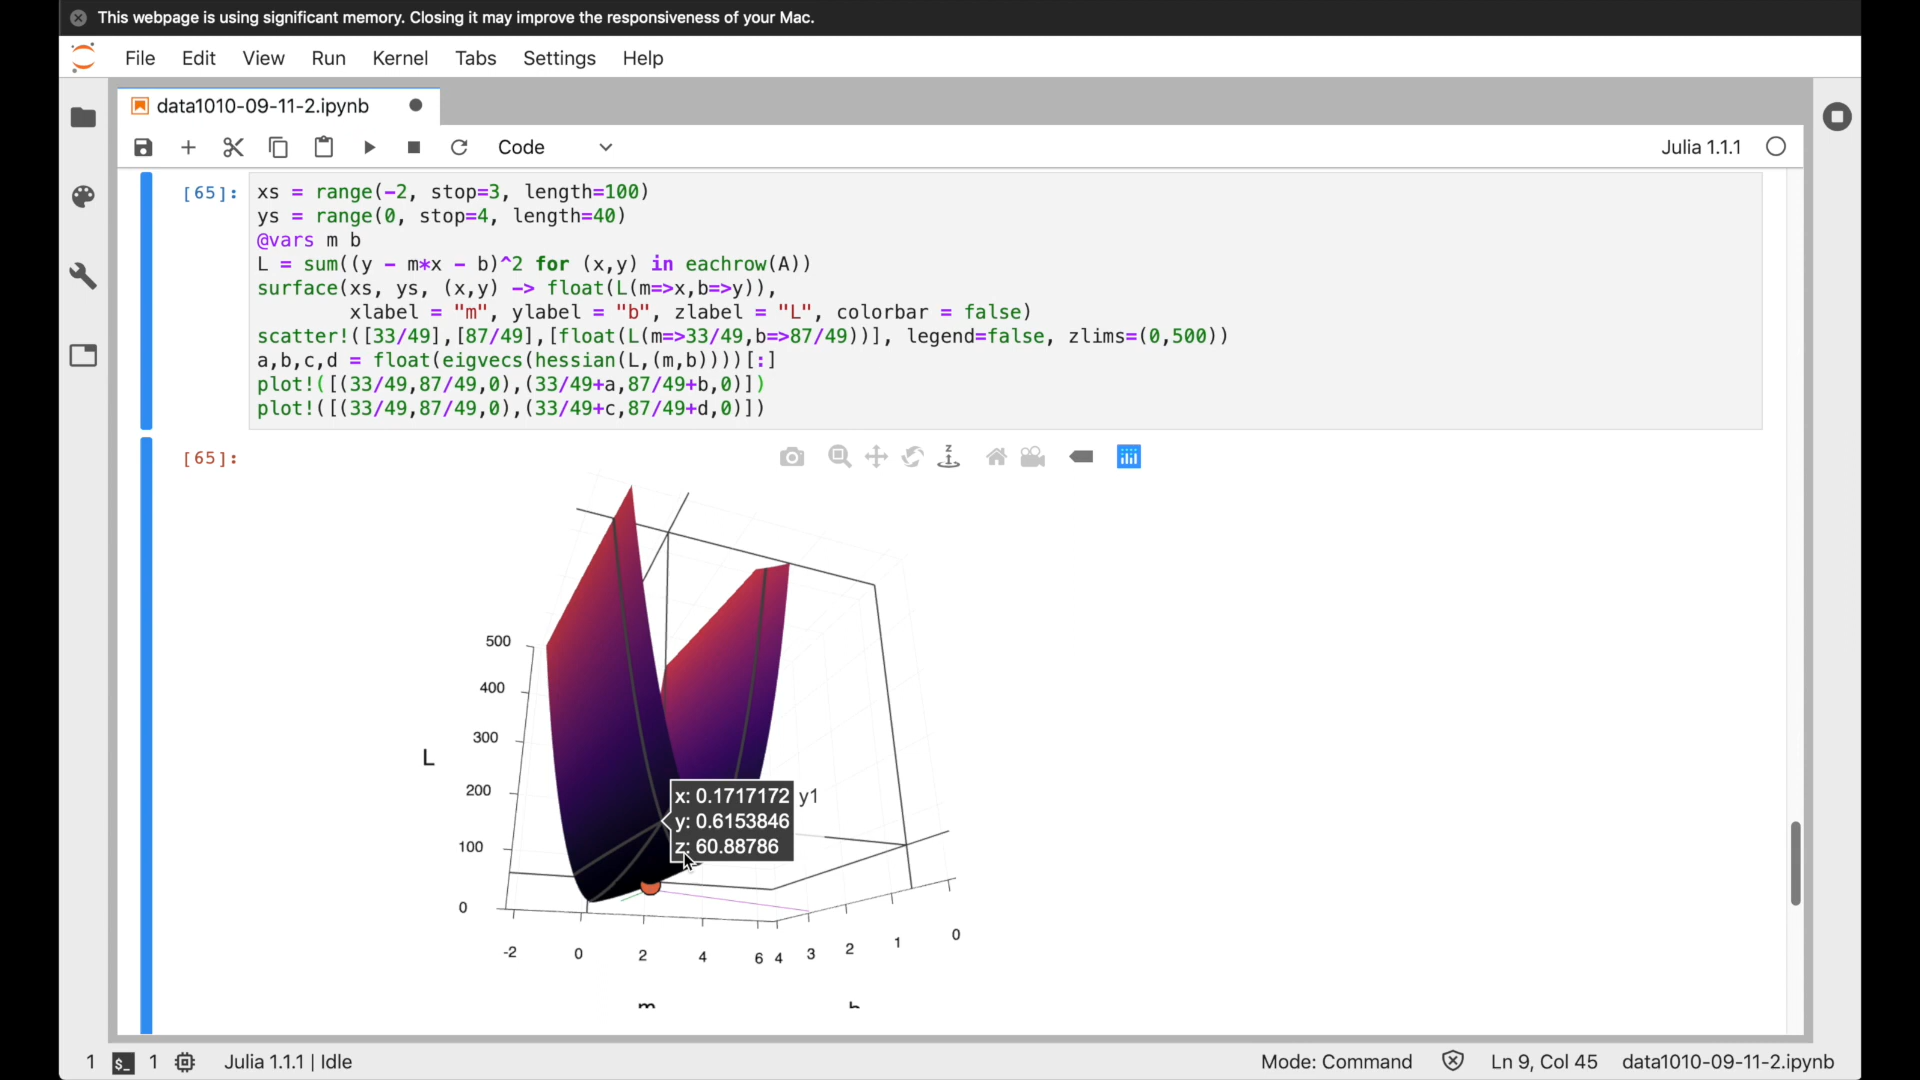 This webpage is using significant memory. Closing it may improve the responsiveness of your Mac.
File Edit View Run Kernel Tabs Settings Help
data1010-09-11-2.ipynb
Code
Julia 1.1.1
[65]:
xs = range(-2, stop=3, length=100)
ys = range(0, stop=4, length=40)
@vars m b
L = sum((y - m*x - b)^2 for (x,y) in eachrow(A))
surface(xs, ys, (x,y) -> float(L(m=>x,b=>y)),
xlabel = "m", ylabel = "b", zlabel = "L", colorbar = false)
scatter!([33/49],[87/49],[float(L(m=>33/49,b=>87/49))], legend=false, zlims=(0,500))
a,b,c,d = float(eigvecs(hessian(L,(m,b))))[:]
plot!([(33/49,87/49,0),(33/49+a,87/49+b,0)])
plot!([(33/49,87/49,0),(33/49+c,87/49+d,0)])
[65]:
z
500
400
300
L
200
100
0
x: 0.1717172 y1
y: 0.6153846
z: 60.88786
-2 0 2 4 6 4 3 2 1 0
m b
1 $_ 1 Julia 1.1.1 | Idle
Mode: Command Ln 9, Col 45 data1010-09-11-2.ipynb